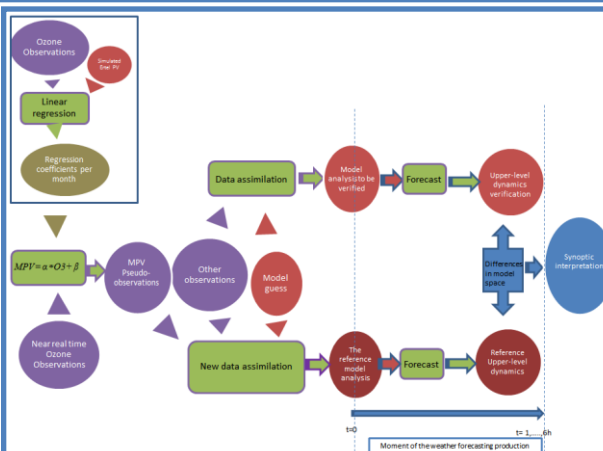 Ozone
Observations
Simulated
Linear
regression
Regression
coefficients per
month
MPV= α*O3+ β
Near real time
Ozone
Observations
MPV
Pseudo-
observations
Other
observations
Model
guess
Data assimilation
New data assimilation
Model
analysis to be
verified
The
reference
model
analysis
Forecast
Forecast
Upper-level
dynamics
verification
Differences
in model
space
Reference
Upper-level
dynamics
Synoptic
interpretation
t=0
t= 1,....,6h
Moment of the weather forecasting production